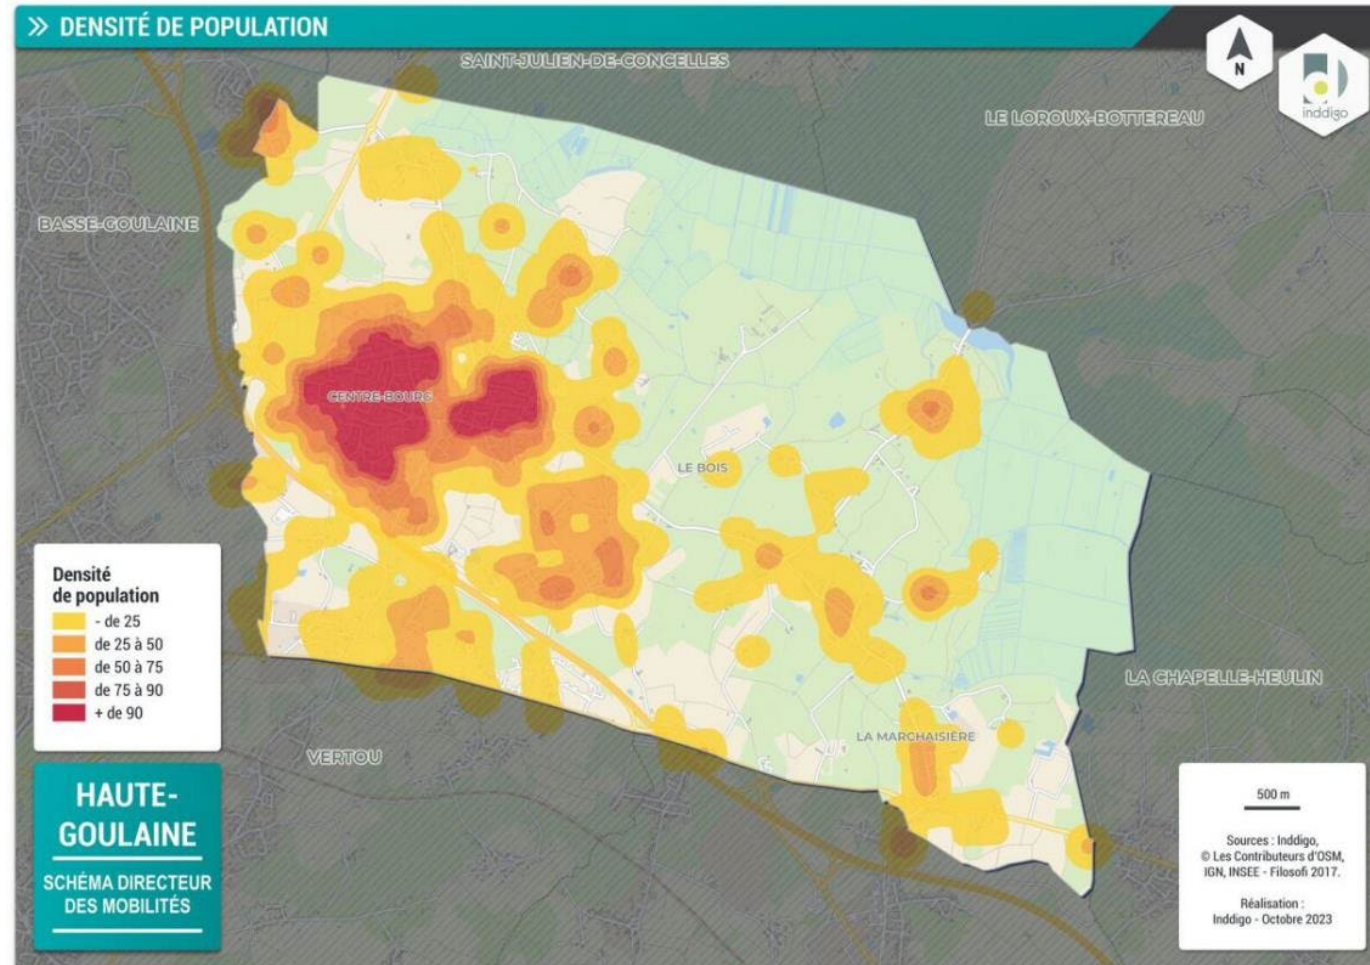 >> DENSITÉ DE POPULATION
N
inddigo
SAINT-JULIEN-DE-CONCELLES
LE LOROUX-BOTTEREAU
BASSE-GOULAINE
CENTRE-BOURG
LE BOIS
LA CHAPELLE-HEULIN
LA MARCHAISIÈRE
VERTOU
Densité
de population
- de 25
de 25 à 50
de 50 à 75
de 75 à 90
+ de 90
HAUTE-
GOULAINE
SCHÉMA DIRECTEUR
DES MOBILITÉS
500 m
Sources : Inddigo,
© Les Contributeurs d'OSM,
IGN, INSEE - Filosofi 2017.
Réalisation :
Inddigo - Octobre 2023